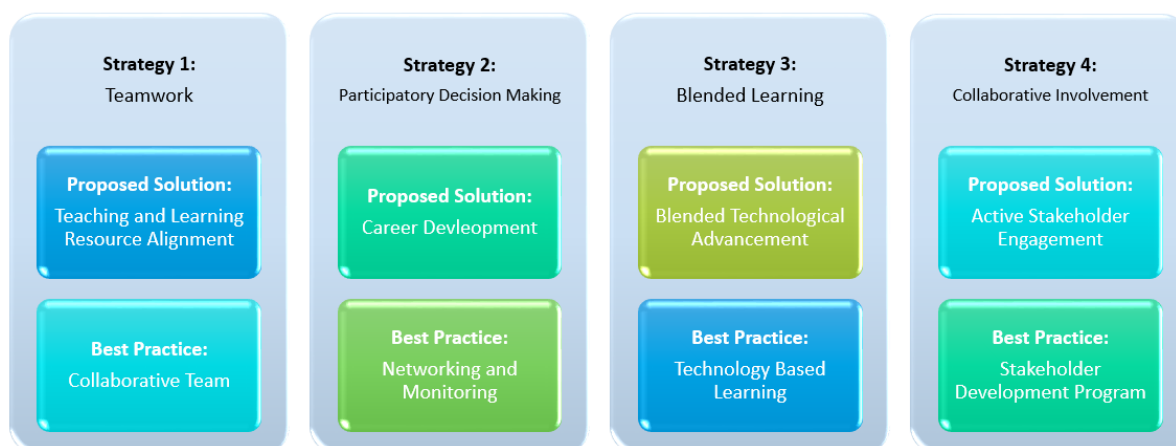 Strategy 1:
Teamwork
Proposed Solution:
Teaching and Learning
Resource Alignment
Best Practice:
Collaborative Team
Strategy 2:
Participatory Decision Making
Proposed Solution:
Career Devleopment
Best Practice:
Networking and
Monitoring
Strategy 3:
Blended Learning
Proposed Solution:
Blended Technological
Advancement
Best Practice:
Technology Based
Learning
Strategy 4:
Collaborative Involvement
Proposed Solution:
Active Stakeholder
Engagement
Best Practice:
Stakeholder
Development Program